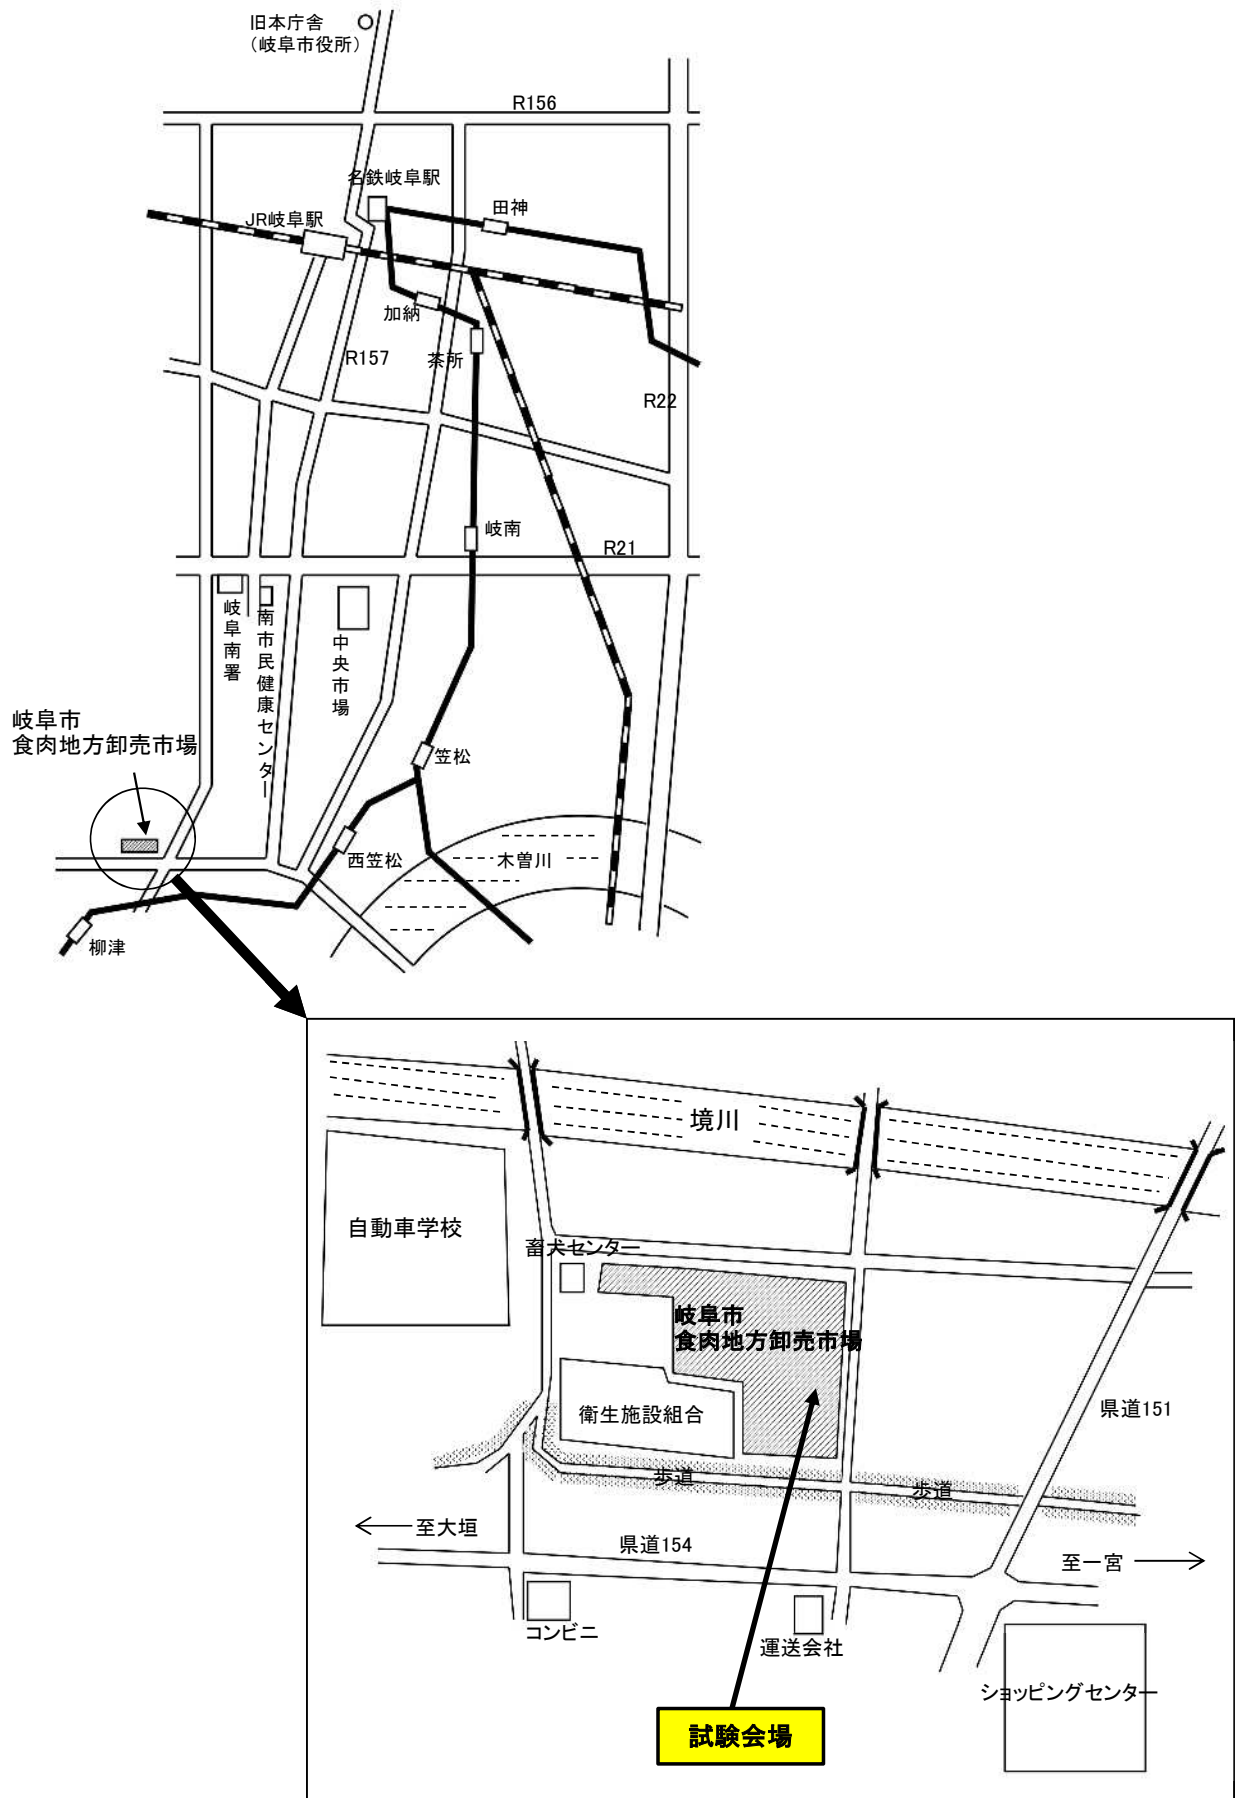 旧本庁舎
（岐阜市役所）
R156
名鉄岐阜駅
田神
JR岐阜駅
加納
R157
茶所
R22
岐南
R21
岐阜南署
南市民健康センター
中央市場
岐阜市
食肉地方卸売市場
笠松
西笠松
木曽川
柳津
境川
自動車学校
畜犬センター
岐阜市
食肉地方卸売市場
県道151
衛生施設組合
歩道
歩道
至大垣
県道154
至一宮
コンビニ
運送会社
ショッピングセンター
試験会場